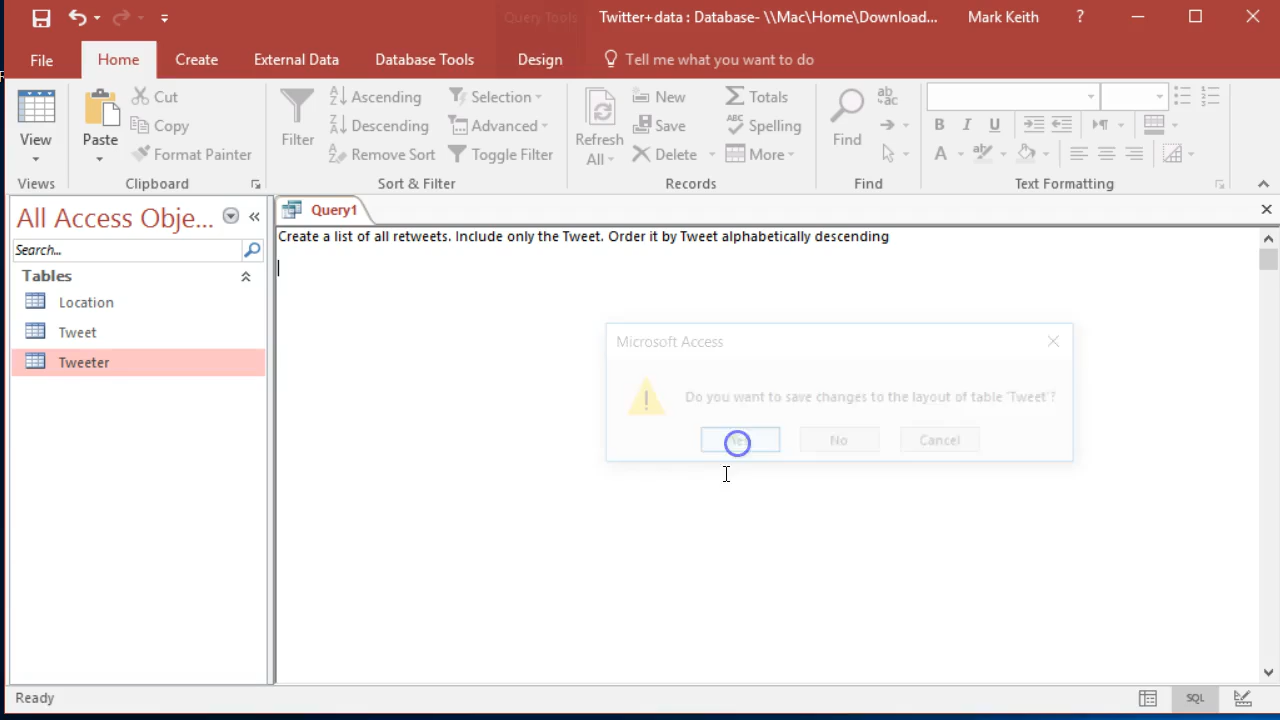 Query Tools
Twitter+data : Database- \\Mac\Home\Download...
Mark Keith
?
File
Home
Create
External Data
Database Tools
Design
Tell me what you want to do
View
Paste
Cut
Copy
Format Painter
Filter
Ascending
Descending
Remove Sort
Selection
Advanced
Toggle Filter
Refresh
All
New
Save
Delete
Totals
Spelling
More
Find
B I U
A
Views
Clipboard
Sort & Filter
Records
Find
Text Formatting
All Access Obje...
Search...
Tables
Location
Tweet
Tweeter
Query1
Create a list of all retweets. Include only the Tweet. Order it by Tweet alphabetically descending
Microsoft Access
Do you want to save changes to the layout of table 'Tweet'?
No
Cancel
Ready
SQL